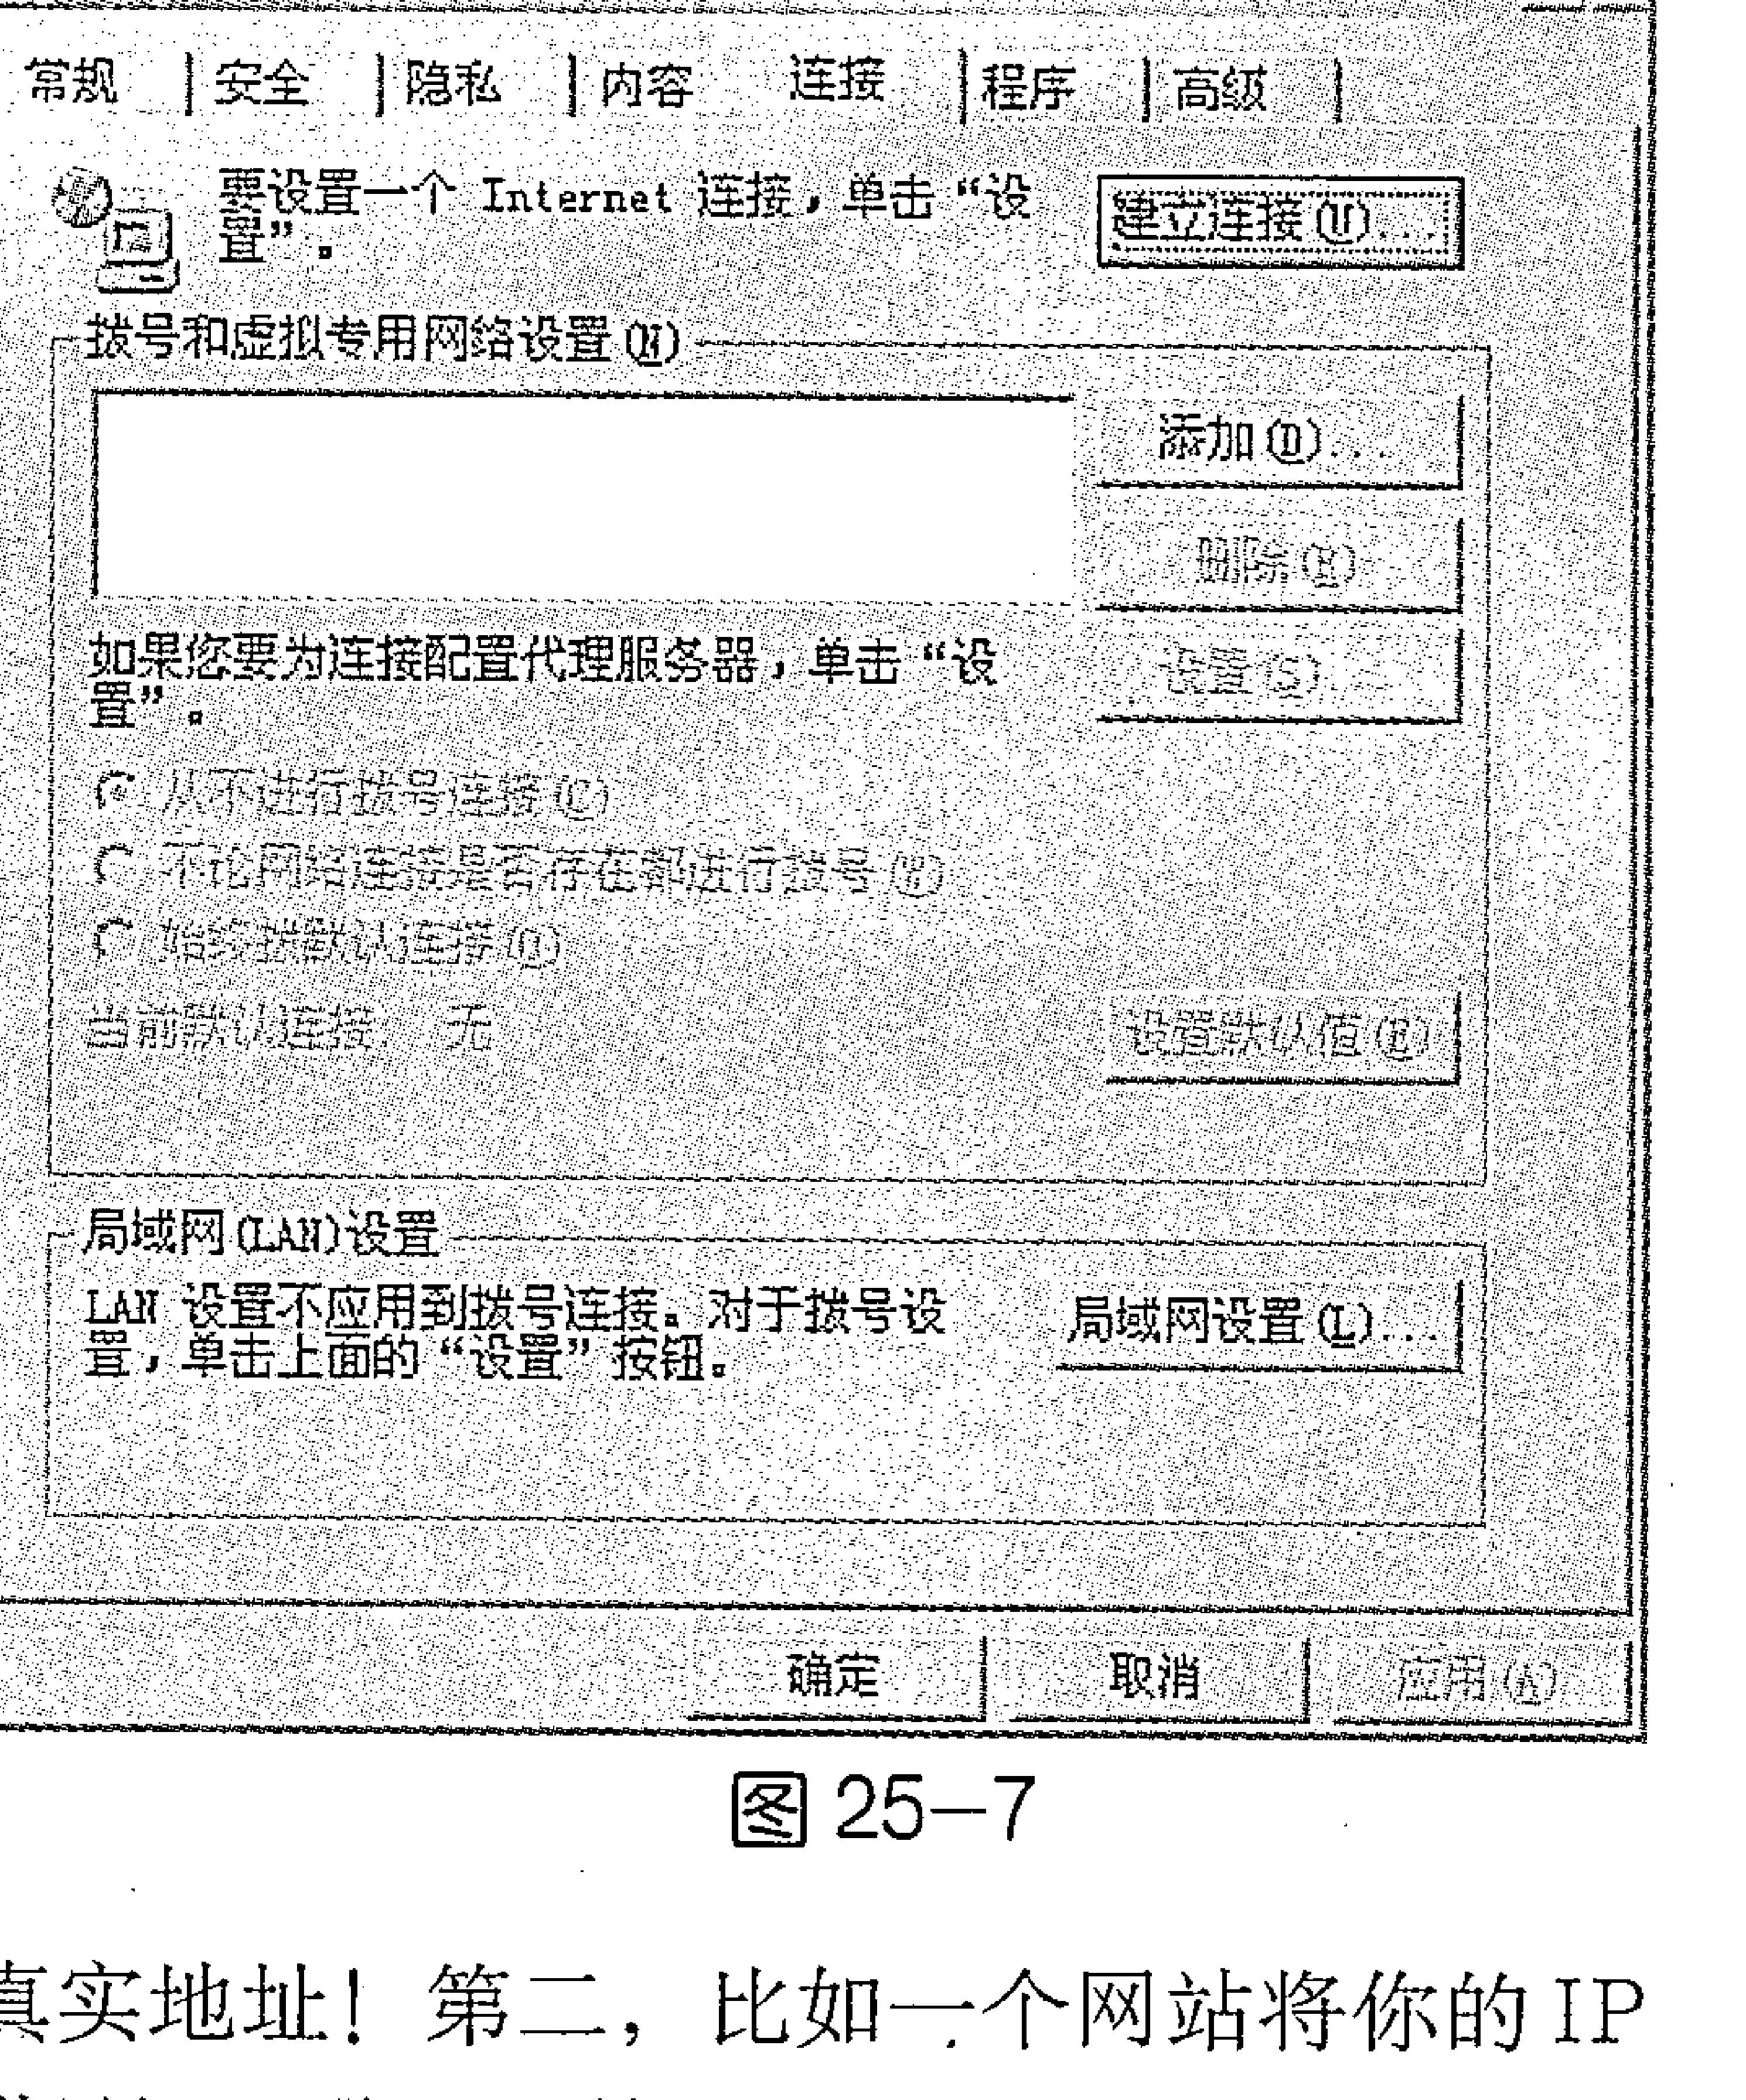 常规 安全 隐私 内容 连接 程序 高级
要设置一个 Internet 连接，单击“设
置”。
建立连接(U)...
拨号和虚拟专用网络设置(N)
添加(D)...
删除(R)
如果您要为连接配置代理服务器，单击“设
置”。
设置(S)
从不进行拨号连接(C)
不论网络连接是否存在都进行拨号(W)
始终拨默认连接(O)
当前默认连接: 无
设置默认值(E)
局域网(LAN)设置
LAN 设置不应用到拨号连接。对于拨号设
置，单击上面的“设置”按钮。
局域网设置(L)...
确定 取消 应用(A)
图 25-7
真实地址！第二，比如一个网站将你的 IP